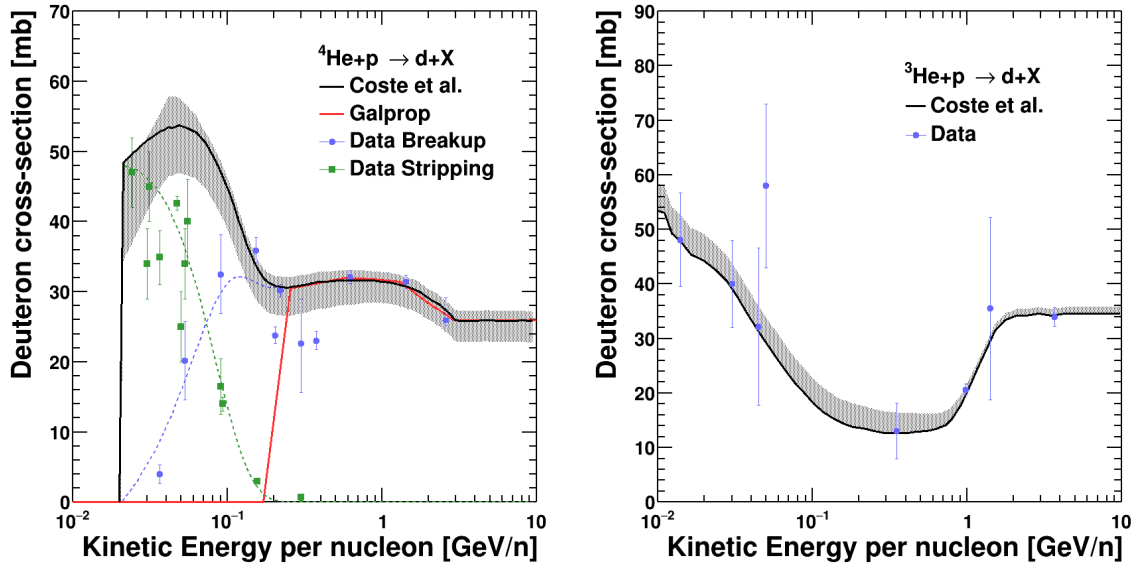 Deuteron cross-section [mb]
70
60
50
40
30
20
10
0
⁴He+p → d+X
Coste et al.
Galprop
Data Breakup
Data Stripping
10⁻² 10⁻¹ 1 10
Kinetic Energy per nucleon [GeV/n]
Deuteron cross-section [mb]
90
80
70
60
50
40
30
20
10
0
³He+p → d+X
Coste et al.
Data
10⁻² 10⁻¹ 1 10
Kinetic Energy per nucleon [GeV/n]